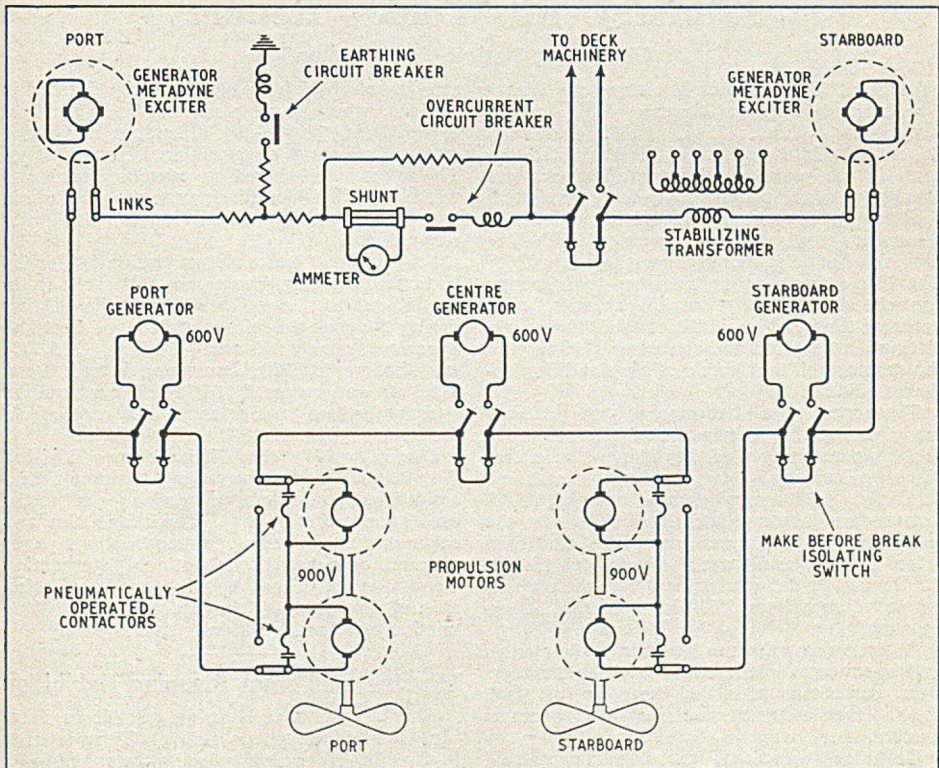 PORT
GENERATOR
METADYNE
EXCITER
EARTHING
CIRCUIT BREAKER
OVERCURRENT
CIRCUIT BREAKER
TO DECK
MACHINERY
STARBOARD
GENERATOR
METADYNE
EXCITER
LINKS
SHUNT
AMMETER
STABILIZING
TRANSFORMER
PORT
GENERATOR
600V
CENTRE
GENERATOR
600V
STARBOARD
GENERATOR
600V
MAKE BEFORE BREAK
ISOLATING
SWITCH
PNEUMATICALLY
OPERATED,
CONTACTORS
900V
PROPULSION
MOTORS
900V
PORT
STARBOARD